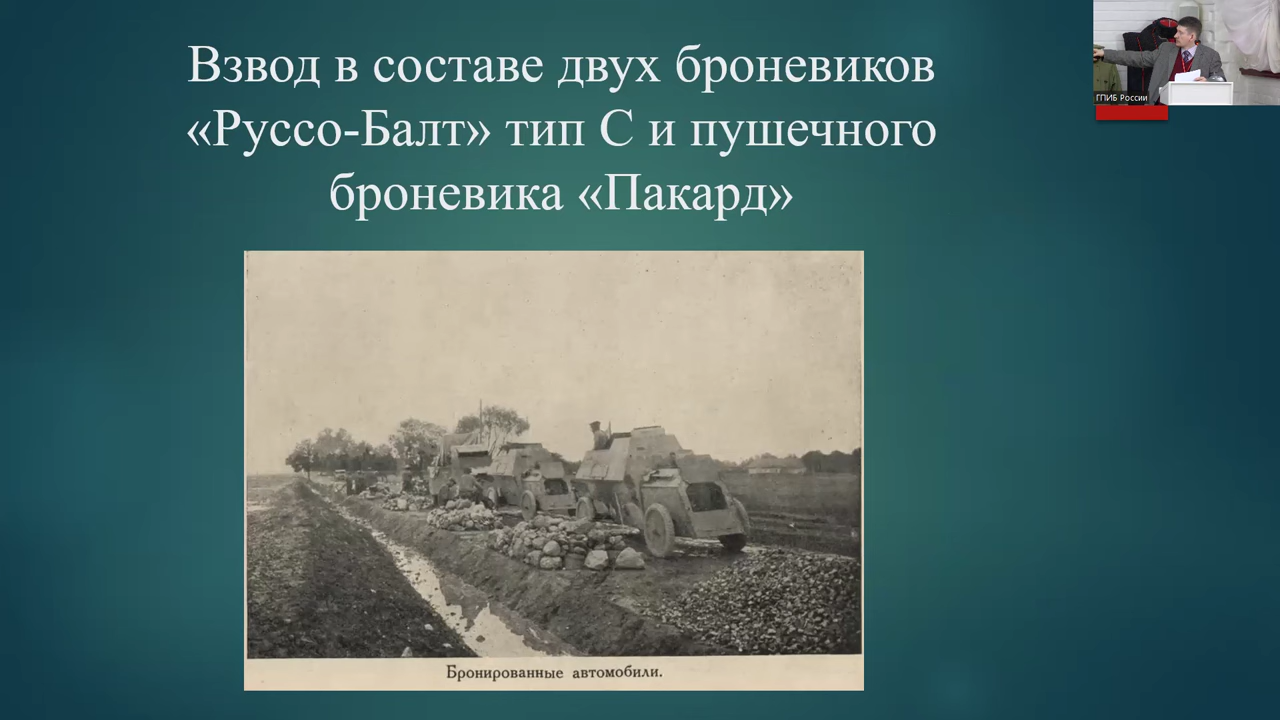 Взвод в составе двух броневиков
«Руссо-Балт» тип С и пушечного
броневика «Пакард»
ГПИБ России
Бронированные автомобили.